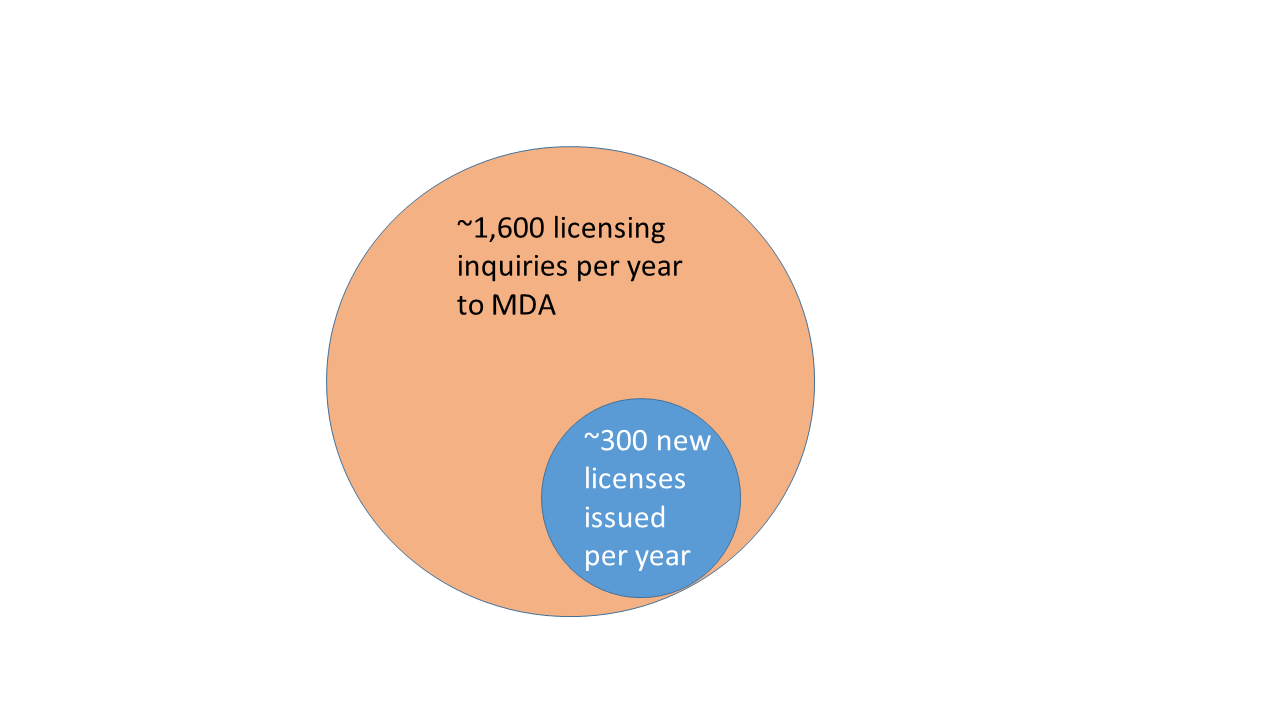 ~1,600 licensing
inquiries per year
to MDA
~300 new
licenses
issued
per year